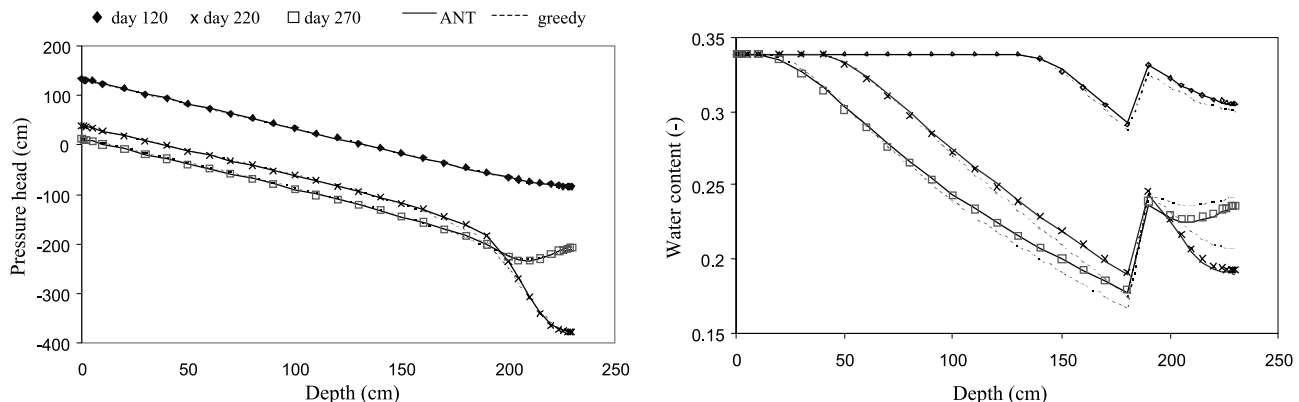 day 120 day 220 day 270 ANT greedy
200
100
0
-100
-200
-300
-400
0 50 100 150 200 250
Pressure head (cm)
Depth (cm)
0.35
0.3
0.25
0.2
0.15
0 50 100 150 200 250
Water content (-)
Depth (cm)